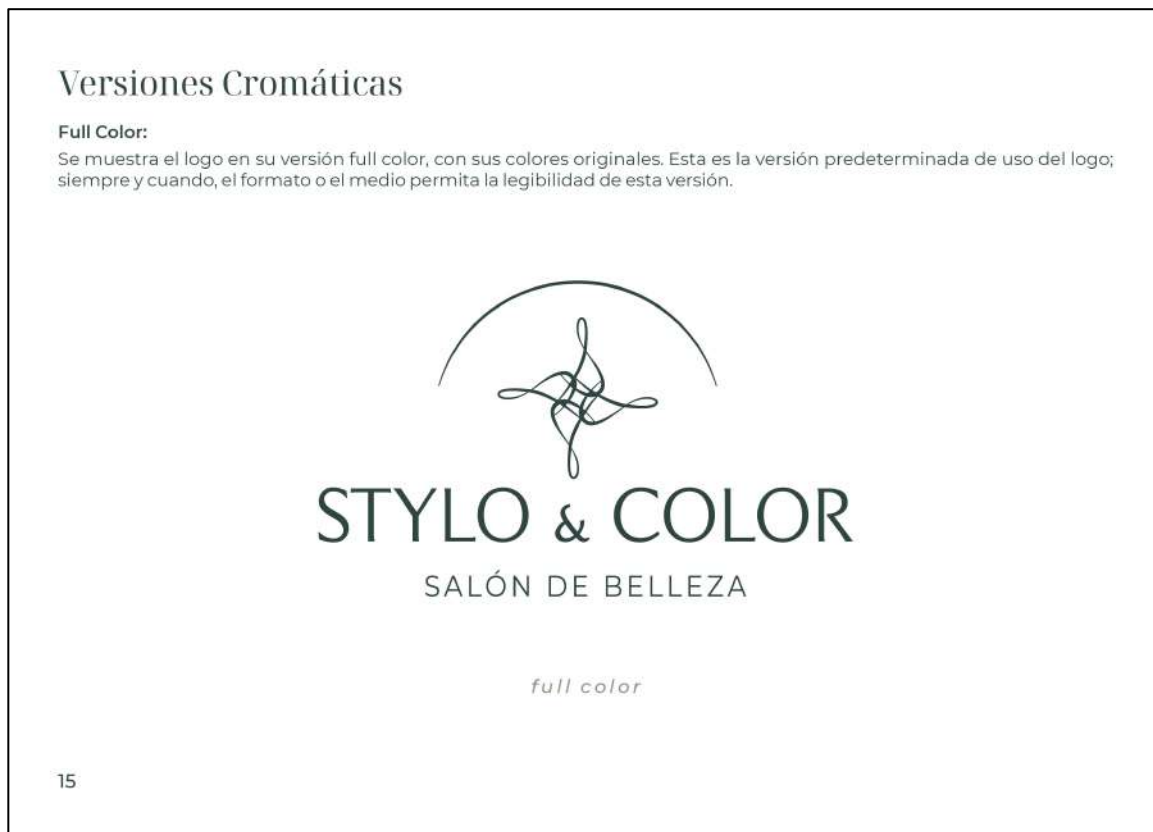 Versiones Cromáticas
Full Color:
Se muestra el logo en su versión full color, con sus colores originales. Esta es la versión predeterminada de uso del logo;
siempre y cuando, el formato o el medio permita la legibilidad de esta versión.
STYLO & COLOR
SALÓN DE BELLEZA
full color
15